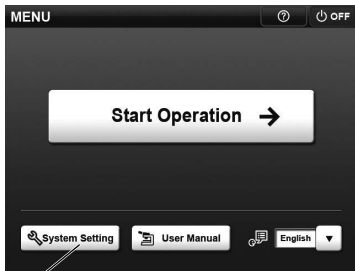 MENU
OFF
Start Operation
System Setting
User Manual
English